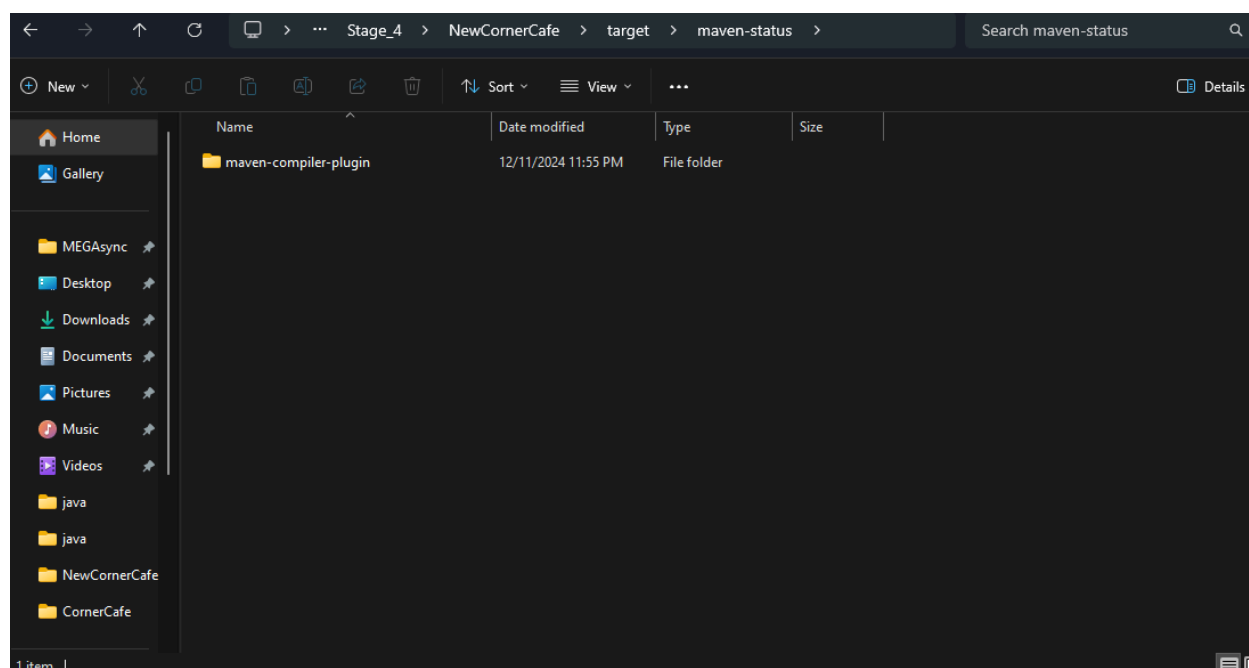 … Stage_4 > NewCornerCafe > target > maven-status >
Search maven-status
New
Sort
View
Details
Name
Date modified
Type
Size
maven-compiler-plugin
12/11/2024 11:55 PM
File folder
Home
Gallery
MEGAsync
Desktop
Downloads
Documents
Pictures
Music
Videos
java
java
NewCornerCafe
CornerCafe
1 item